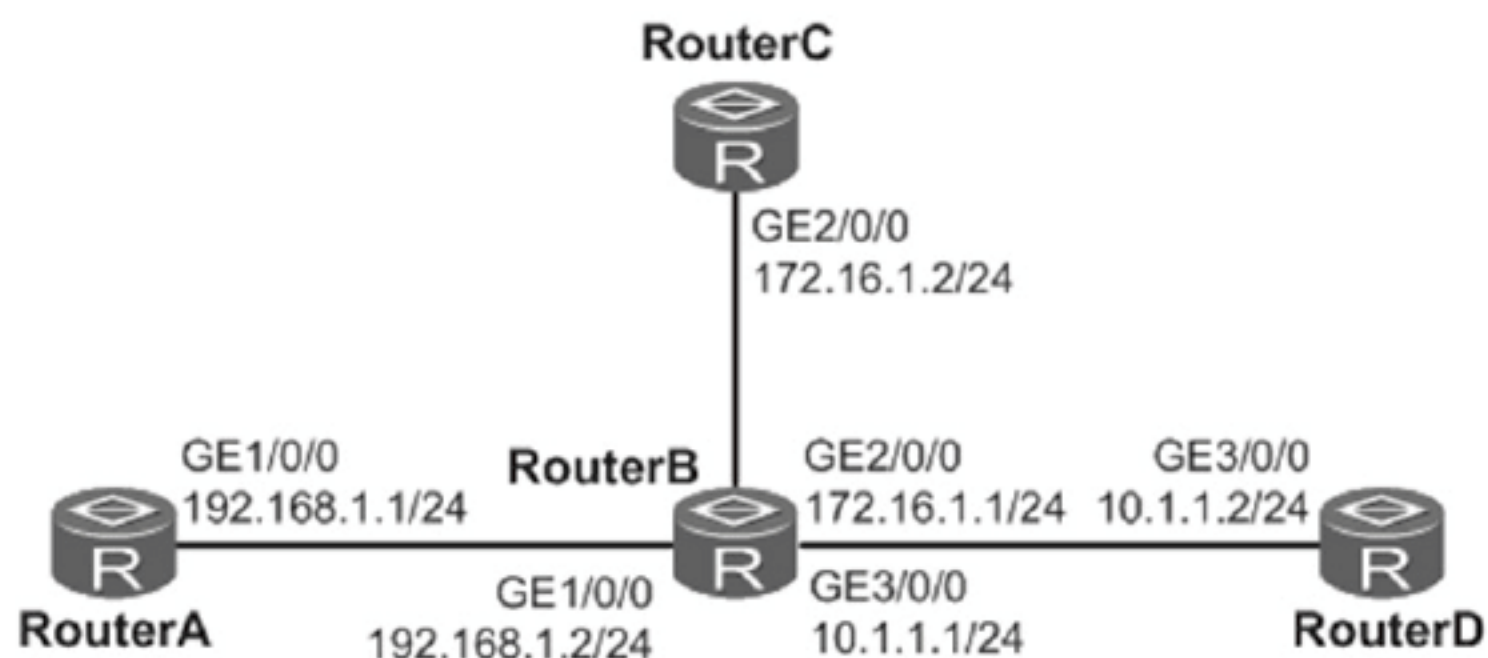 RouterC
R
GE2/0/0
172.16.1.2/24
GE1/0/0
192.168.1.1/24
RouterB
GE2/0/0
172.16.1.1/24
GE3/0/0
10.1.1.2/24
R
R
R
GE1/0/0
192.168.1.2/24
GE3/0/0
10.1.1.1/24
RouterA
RouterD